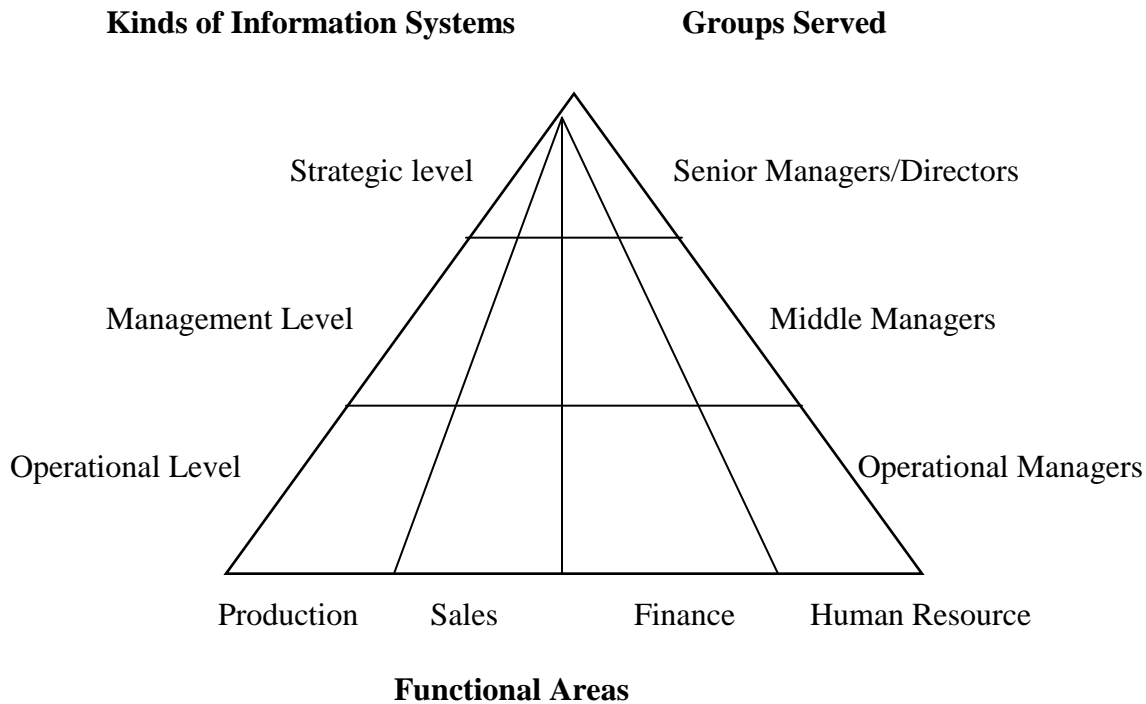 Kinds of Information Systems Groups Served
Strategic level Senior Managers/Directors
Management Level Middle Managers
Operational Level Operational Managers
Production Sales Finance Human Resource
Functional Areas